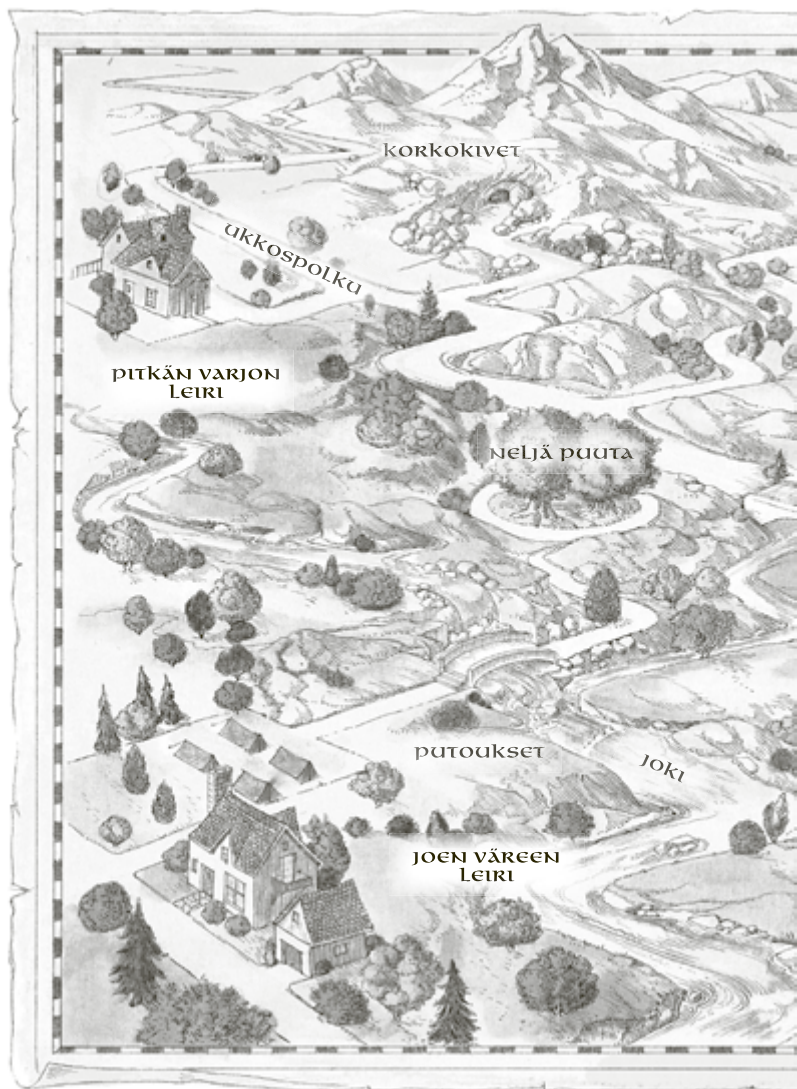 KORKOKIVET
UKKOSPOLKU
PITKÄN VARJON
LEIRI
NELJÄ PUUTA
PUTOUKSET
JOKI
JOEN VÄREEN
LEIRI